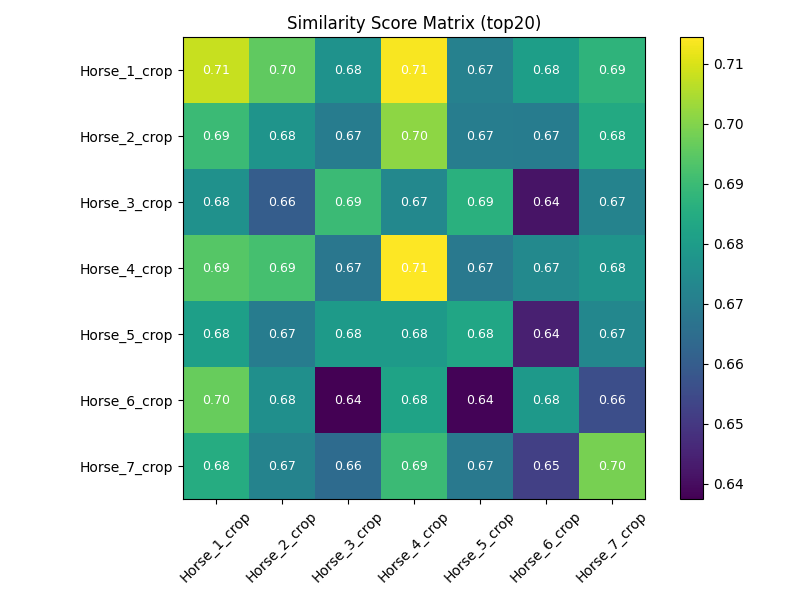 Similarity Score Matrix (top20)
Horse_1_crop 0.71 0.70 0.68 0.71 0.67 0.68 0.69
Horse_2_crop 0.69 0.68 0.67 0.70 0.67 0.67 0.68
Horse_3_crop 0.68 0.66 0.69 0.67 0.69 0.64 0.67
Horse_4_crop 0.69 0.69 0.67 0.71 0.67 0.67 0.68
Horse_5_crop 0.68 0.67 0.68 0.68 0.68 0.64 0.67
Horse_6_crop 0.70 0.68 0.64 0.68 0.64 0.68 0.66
Horse_7_crop 0.68 0.67 0.66 0.69 0.67 0.65 0.70
Horse_1_crop Horse_2_crop Horse_3_crop Horse_4_crop Horse_5_crop Horse_6_crop Horse_7_crop
0.71
0.70
0.69
0.68
0.67
0.66
0.65
0.64